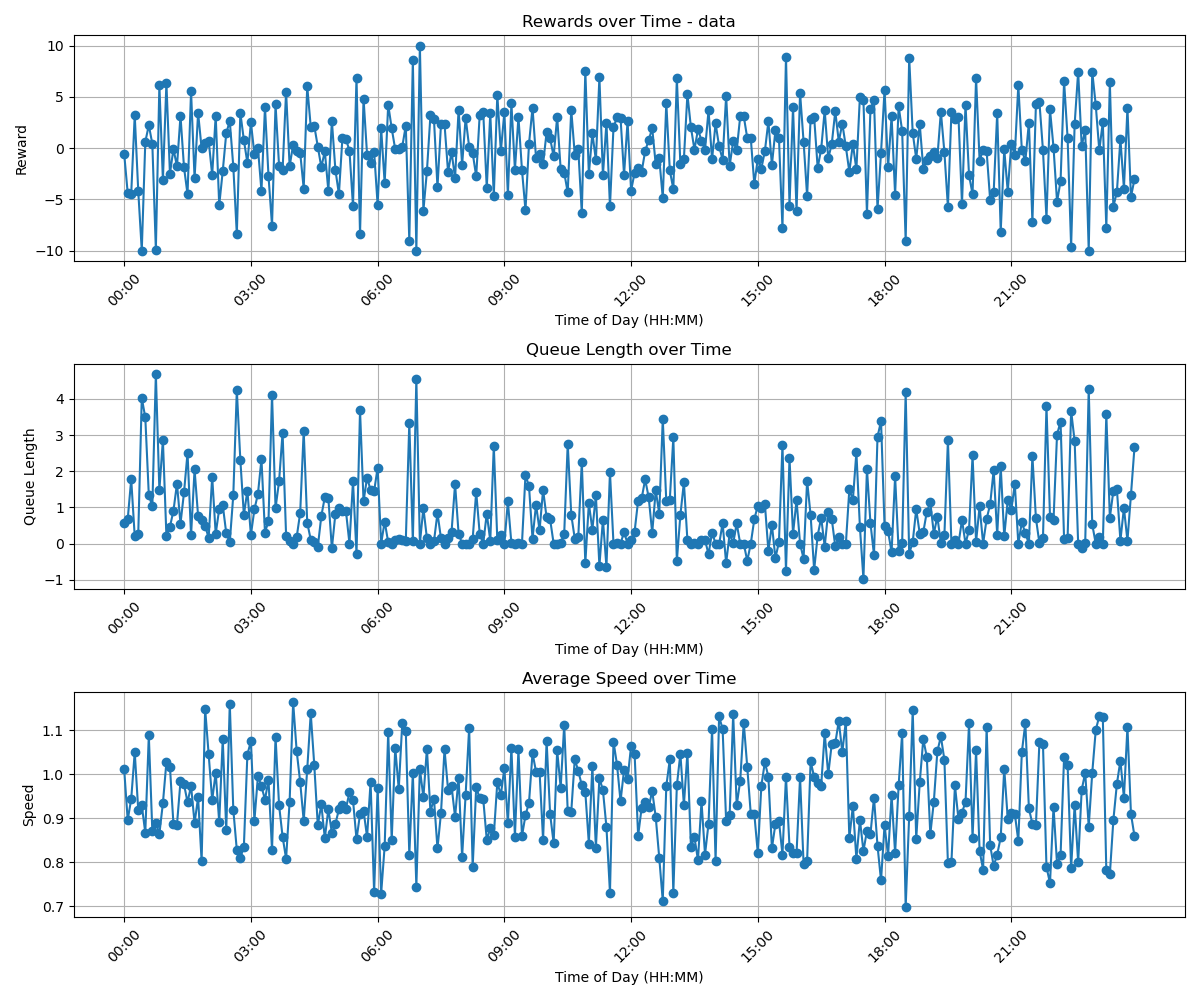 Rewards over Time - data
10
5
0
−5
−10
Reward
00:00 03:00 06:00 09:00 12:00 15:00 18:00 21:00
Time of Day (HH:MM)
Queue Length over Time
4
3
2
1
0
−1
Queue Length
00:00 03:00 06:00 09:00 12:00 15:00 18:00 21:00
Time of Day (HH:MM)
Average Speed over Time
1.1
1.0
0.9
0.8
0.7
Speed
00:00 03:00 06:00 09:00 12:00 15:00 18:00 21:00
Time of Day (HH:MM)